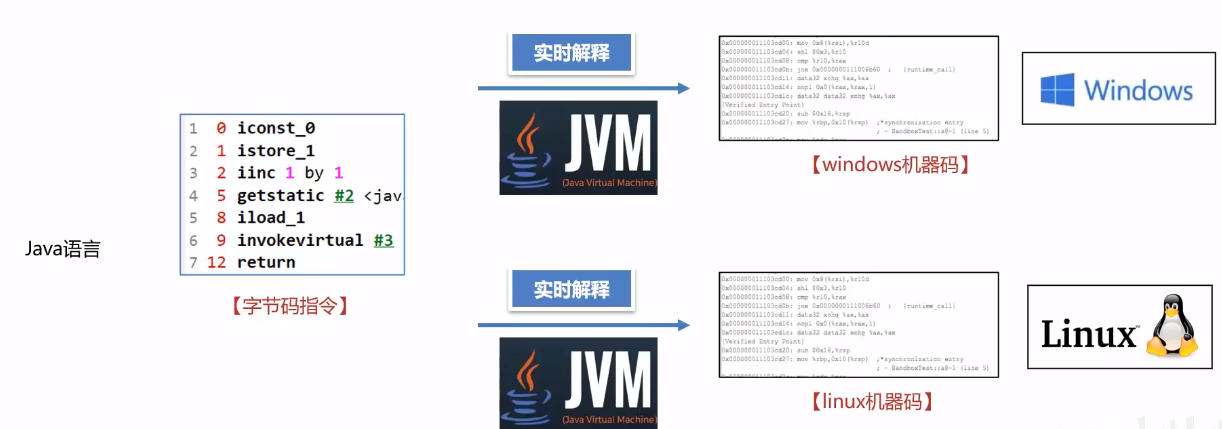 Java语言
1 0 iconst_0
2 1 istore_1
3 2 iinc 1 by 1
4 5 getstatic #2 <java
5 8 iload_1
6 9 invokevirtual #3
7 12 return
【字节码指令】
实时解释
JVM
(Java Virtual Machine)
0x000000011103cd00: mov 0x8(%rsi),%r10d
0x000000011103cd04: shl $0x3,%r10
0x000000011103cd08: cmp %r10,%rax
0x000000011103cd0b: jne 0x0000000111008b60 ; {runtime_call}
0x000000011103cd11: data32 xchg %ax,%ax
0x000000011103cd14: nopl 0x0(%rax,%rax,1)
0x000000011103cd1c: data32 data32 xchg %ax,%ax
[Verified Entry Point]
0x000000011103cd20: sub $0x18,%rsp
0x000000011103cd27: mov %rbp,0x10(%rsp) ;*synchronization entry
; - SandboxTest::a@-1 (line 5)
【windows机器码】
Windows
实时解释
JVM
(Java Virtual Machine)
0x000000011103cd00: mov 0x8(%rsi),%r10d
0x000000011103cd04: shl $0x3,%r10
0x000000011103cd08: cmp %r10,%rax
0x000000011103cd0b: jne 0x0000000111008b60 ; {runtime_call}
0x000000011103cd11: data32 xchg %ax,%ax
0x000000011103cd14: nopl 0x0(%rax,%rax,1)
0x000000011103cd1c: data32 data32 xchg %ax,%ax
[Verified Entry Point]
0x000000011103cd20: sub $0x18,%rsp
0x000000011103cd27: mov %rbp,0x10(%rsp) ;*synchronization entry
; - SandboxTest::a@-1 (line 5)
【linux机器码】
Linux